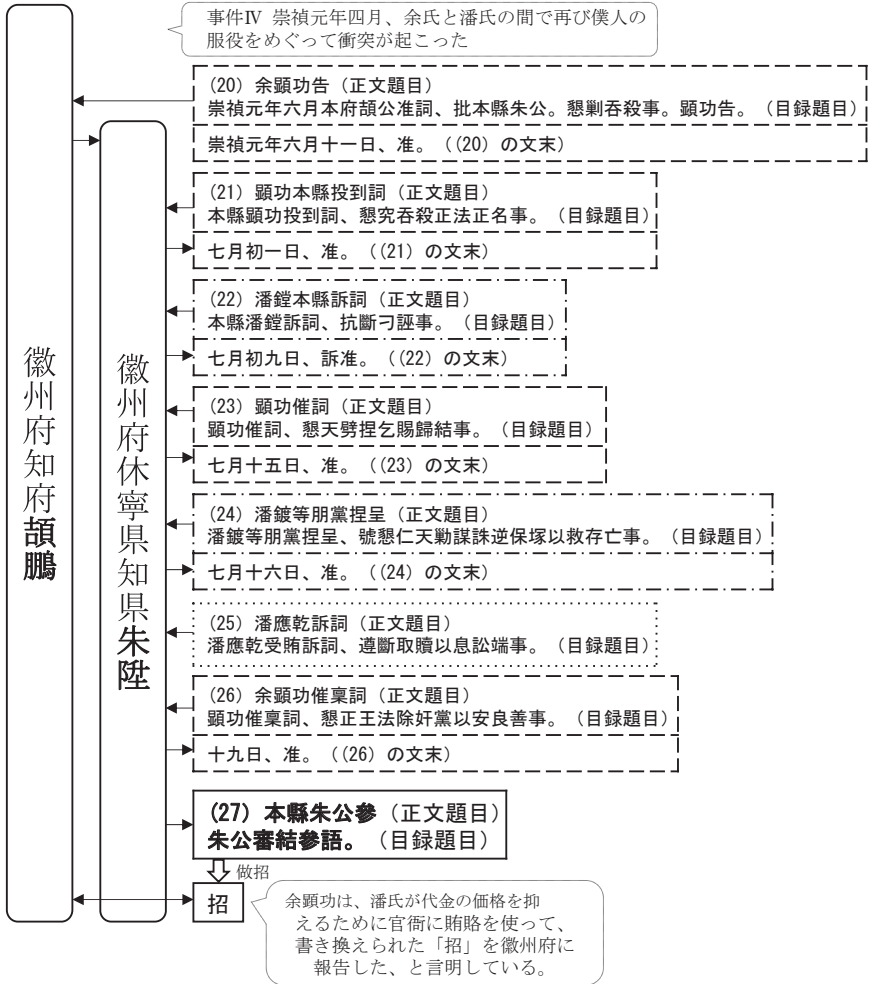 事件Ⅳ 崇禎元年四月、余氏と潘氏の間で再び僕人の
服役をめぐって衝突が起こった
(20) 余顕功告（正文題目）
崇禎元年六月本府頡公准詞、批本縣朱公。懇剿吞殺事。顕功告。（目録題目）
崇禎元年六月十一日、准。（(20) の文末）
(21) 顕功本縣投到詞（正文題目）
本縣顕功投到詞、懇究吞殺正法正名事。（目録題目）
七月初一日、准。（(21) の文末）
(22) 潘鏜本縣訴詞（正文題目）
本縣潘鏜訴詞、抗斷刁誣事。（目録題目）
七月初九日、訴准。（(22) の文末）
(23) 顕功催詞（正文題目）
顕功催詞、懇天劈捏乞賜歸結事。（目録題目）
七月十五日、准。（(23) の文末）
(24) 潘鍍等朋黨捏呈（正文題目）
潘鍍等朋黨捏呈、號懇仁天勦謀誅逆保塚以救存亡事。（目録題目）
七月十六日、准。（(24) の文末）
(25) 潘應乾訴詞（正文題目）
潘應乾受賄訴詞、遵斷取贖以息訟端事。（目録題目）
(26) 余顕功催稟詞（正文題目）
顕功催稟詞、懇正王法除奸黨以安良善事。（目録題目）
十九日、准。（(26) の文末）
(27) 本縣朱公參（正文題目）
朱公審結參語。（目録題目）
做招
招
余顕功は、潘氏が代金の価格を抑
えるために官衙に賄賂を使って、
書き換えられた「招」を徽州府に
報告した、と言明している。
徽州府知府頡鵬
徽州府休寧県知県朱陞